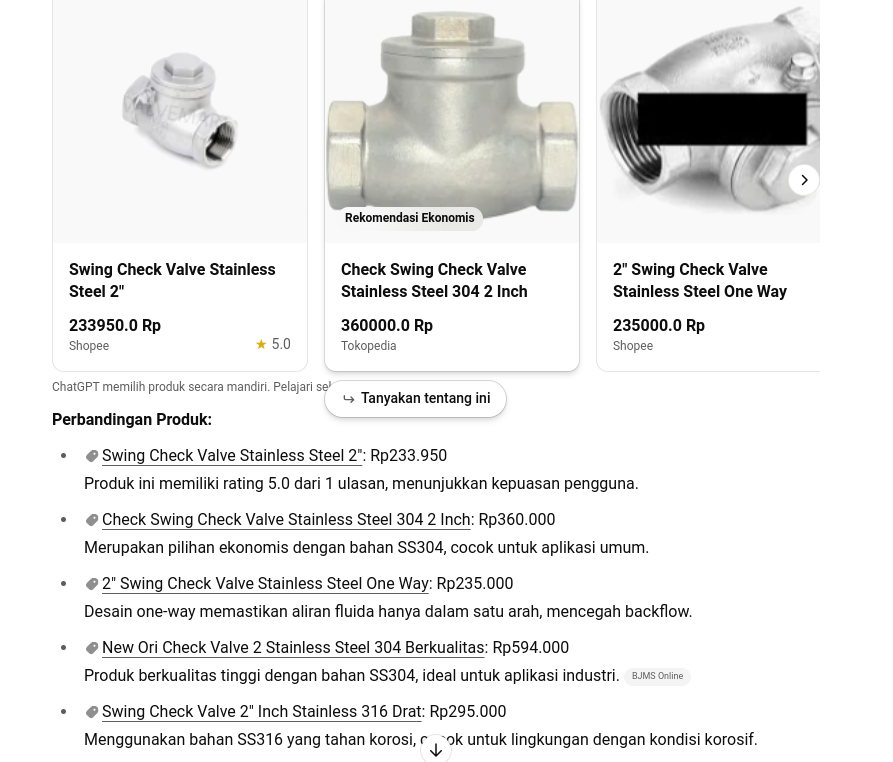 Rekomendasi Ekonomis
Swing Check Valve Stainless
Steel 2"
233950.0 Rp
Shopee
★ 5.0
Check Swing Check Valve
Stainless Steel 304 2 Inch
360000.0 Rp
Tokopedia
2" Swing Check Valve
Stainless Steel One Way
235000.0 Rp
Shopee
ChatGPT memilih produk secara mandiri. Pelajari
Tanyakan tentang ini
Perbandingan Produk:
Swing Check Valve Stainless Steel 2": Rp233.950
Produk ini memiliki rating 5.0 dari 1 ulasan, menunjukkan kepuasan pengguna.
Check Swing Check Valve Stainless Steel 304 2 Inch: Rp360.000
Merupakan pilihan ekonomis dengan bahan SS304, cocok untuk aplikasi umum.
2" Swing Check Valve Stainless Steel One Way: Rp235.000
Desain one-way memastikan aliran fluida hanya dalam satu arah, mencegah backflow.
New Ori Check Valve 2 Stainless Steel 304 Berkualitas: Rp594.000
Produk berkualitas tinggi dengan bahan SS304, ideal untuk aplikasi industri. BJMS Online
Swing Check Valve 2" Inch Stainless 316 Drat: Rp295.000
Menggunakan bahan SS316 yang tahan korosi, cocok untuk lingkungan dengan kondisi korosif.